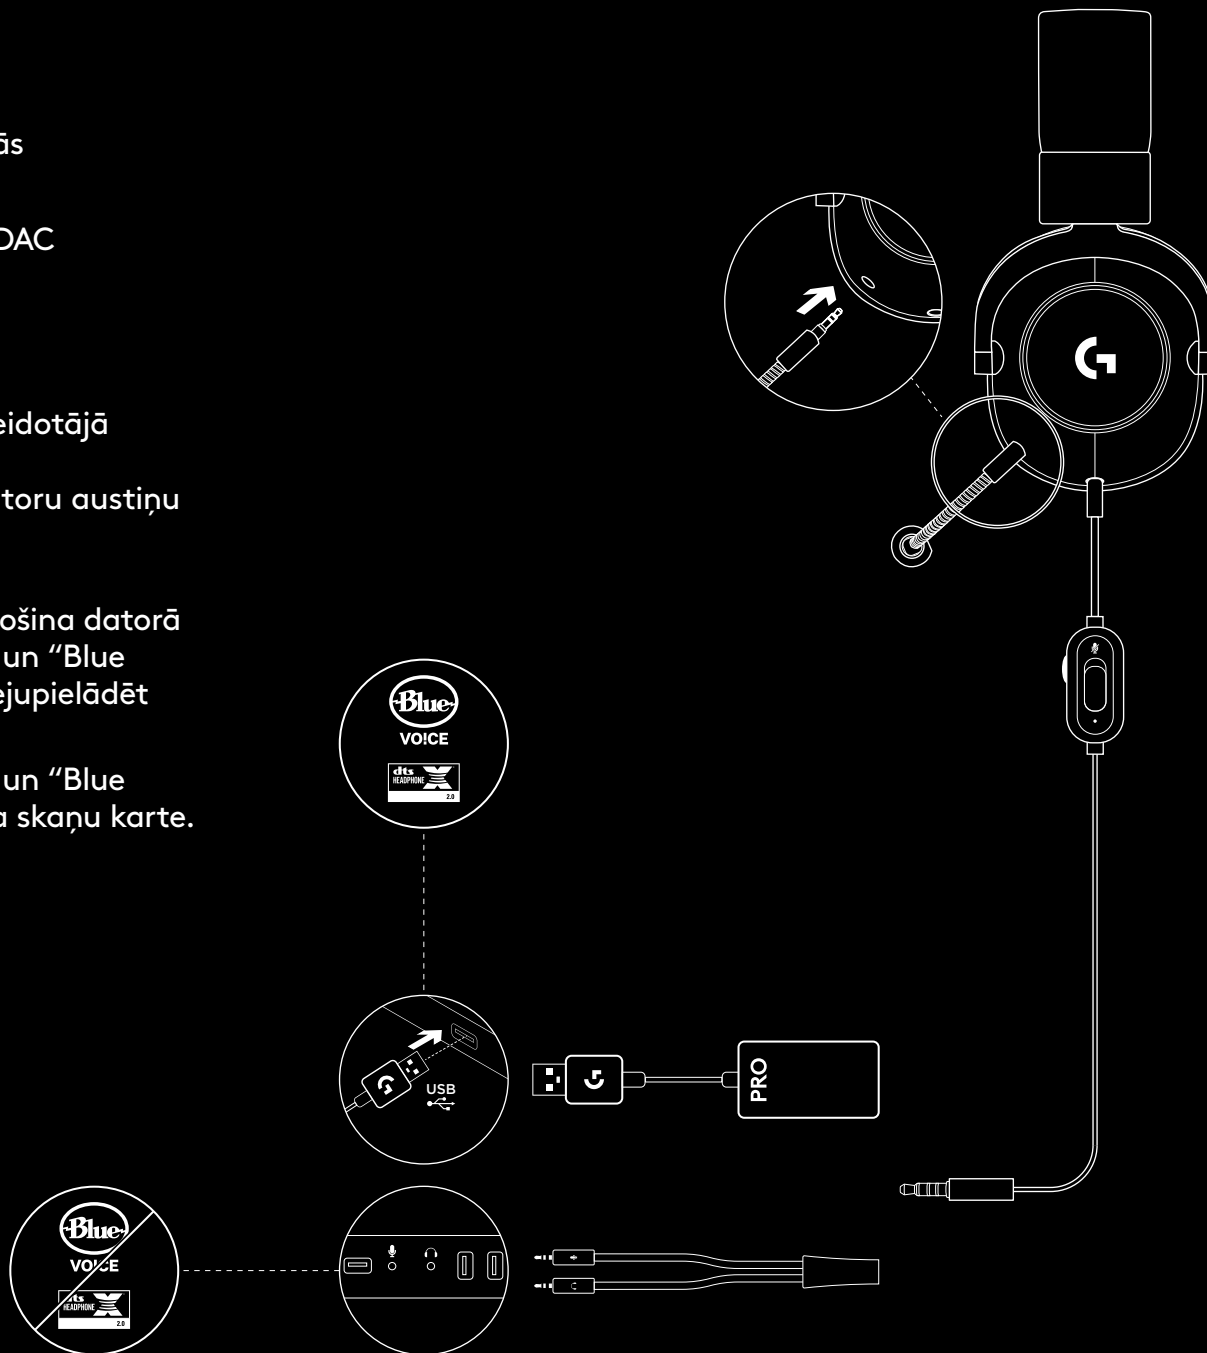 ās
DAC
eidotājā
toru austiņu
ošina datorā
un “Blue
ejupielādēt
un “Blue
a skaņu karte.
Blue
VO!CE
dts
HEADPHONE X
2.0
USB
PRO
Blue
VO!CE
dts
HEADPHONE X
2.0